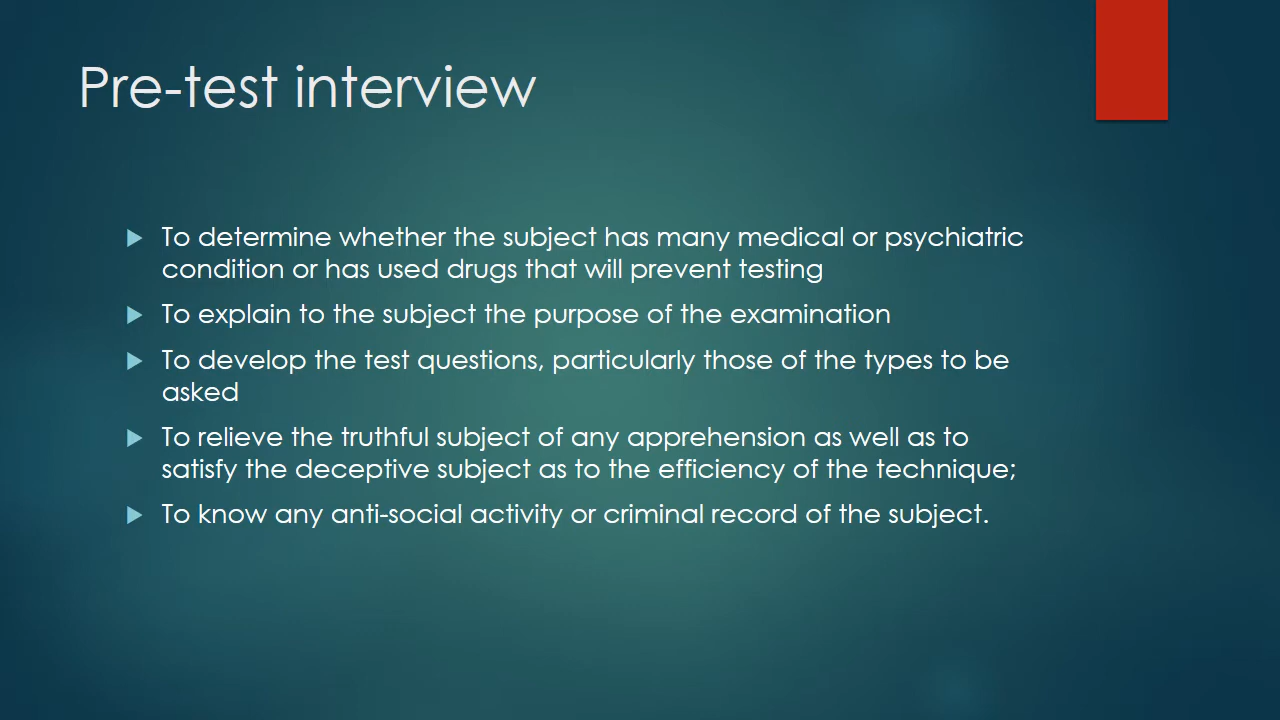 Pre-test interview
To determine whether the subject has many medical or psychiatric
condition or has used drugs that will prevent testing
To explain to the subject the purpose of the examination
To develop the test questions, particularly those of the types to be
asked
To relieve the truthful subject of any apprehension as well as to
satisfy the deceptive subject as to the efficiency of the technique;
To know any anti-social activity or criminal record of the subject.